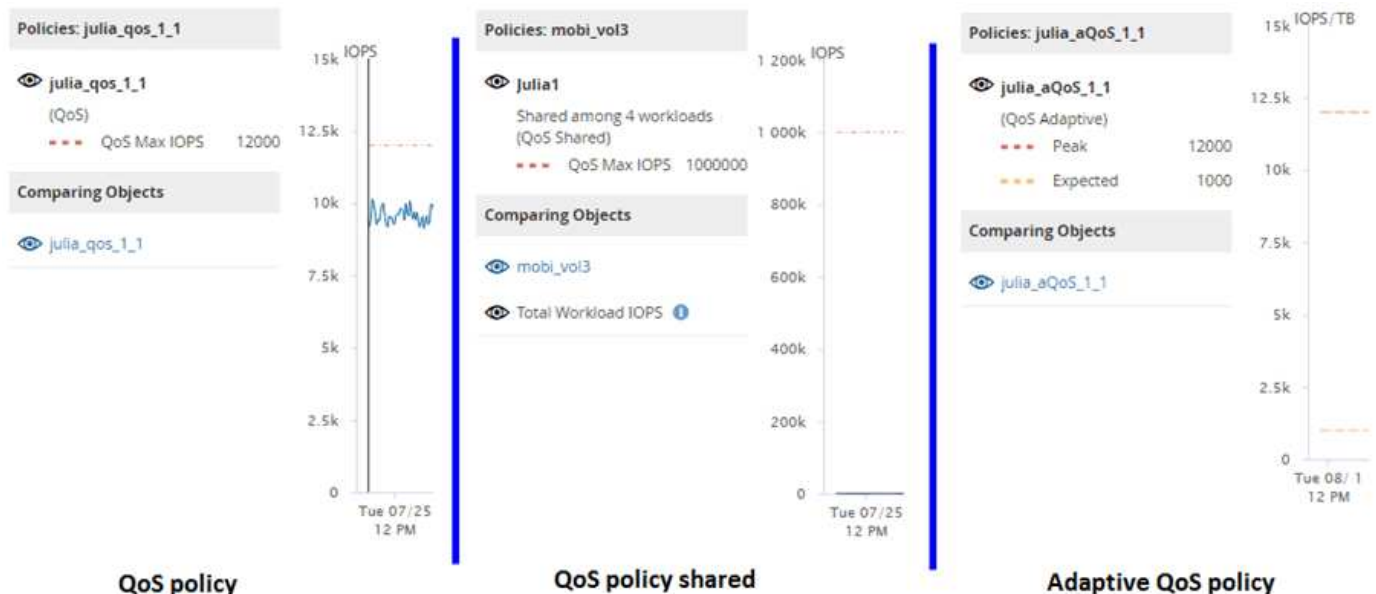 Policies: julia_qos_1_1
julia_qos_1_1
(QoS)
QoS Max IOPS 12000
Comparing Objects
julia_qos_1_1
IOPS
15k
12.5k
10k
7.5k
5k
2.5k
0
Tue 07/25
12 PM
QoS policy
Policies: mobi_vol3
Julia1
Shared among 4 workloads
(QoS Shared)
QoS Max IOPS 1000000
Comparing Objects
mobi_vol3
Total Workload IOPS i
IOPS
1 200k
1 000k
800k
600k
400k
200k
0
Tue 07/25
12 PM
QoS policy shared
Policies: julia_aQoS_1_1
julia_aQoS_1_1
(QoS Adaptive)
Peak 12000
Expected 1000
Comparing Objects
julia_aQoS_1_1
IOPS/TB
15k
12.5k
10k
7.5k
5k
2.5k
0
Tue 08/ 1
12 PM
Adaptive QoS policy